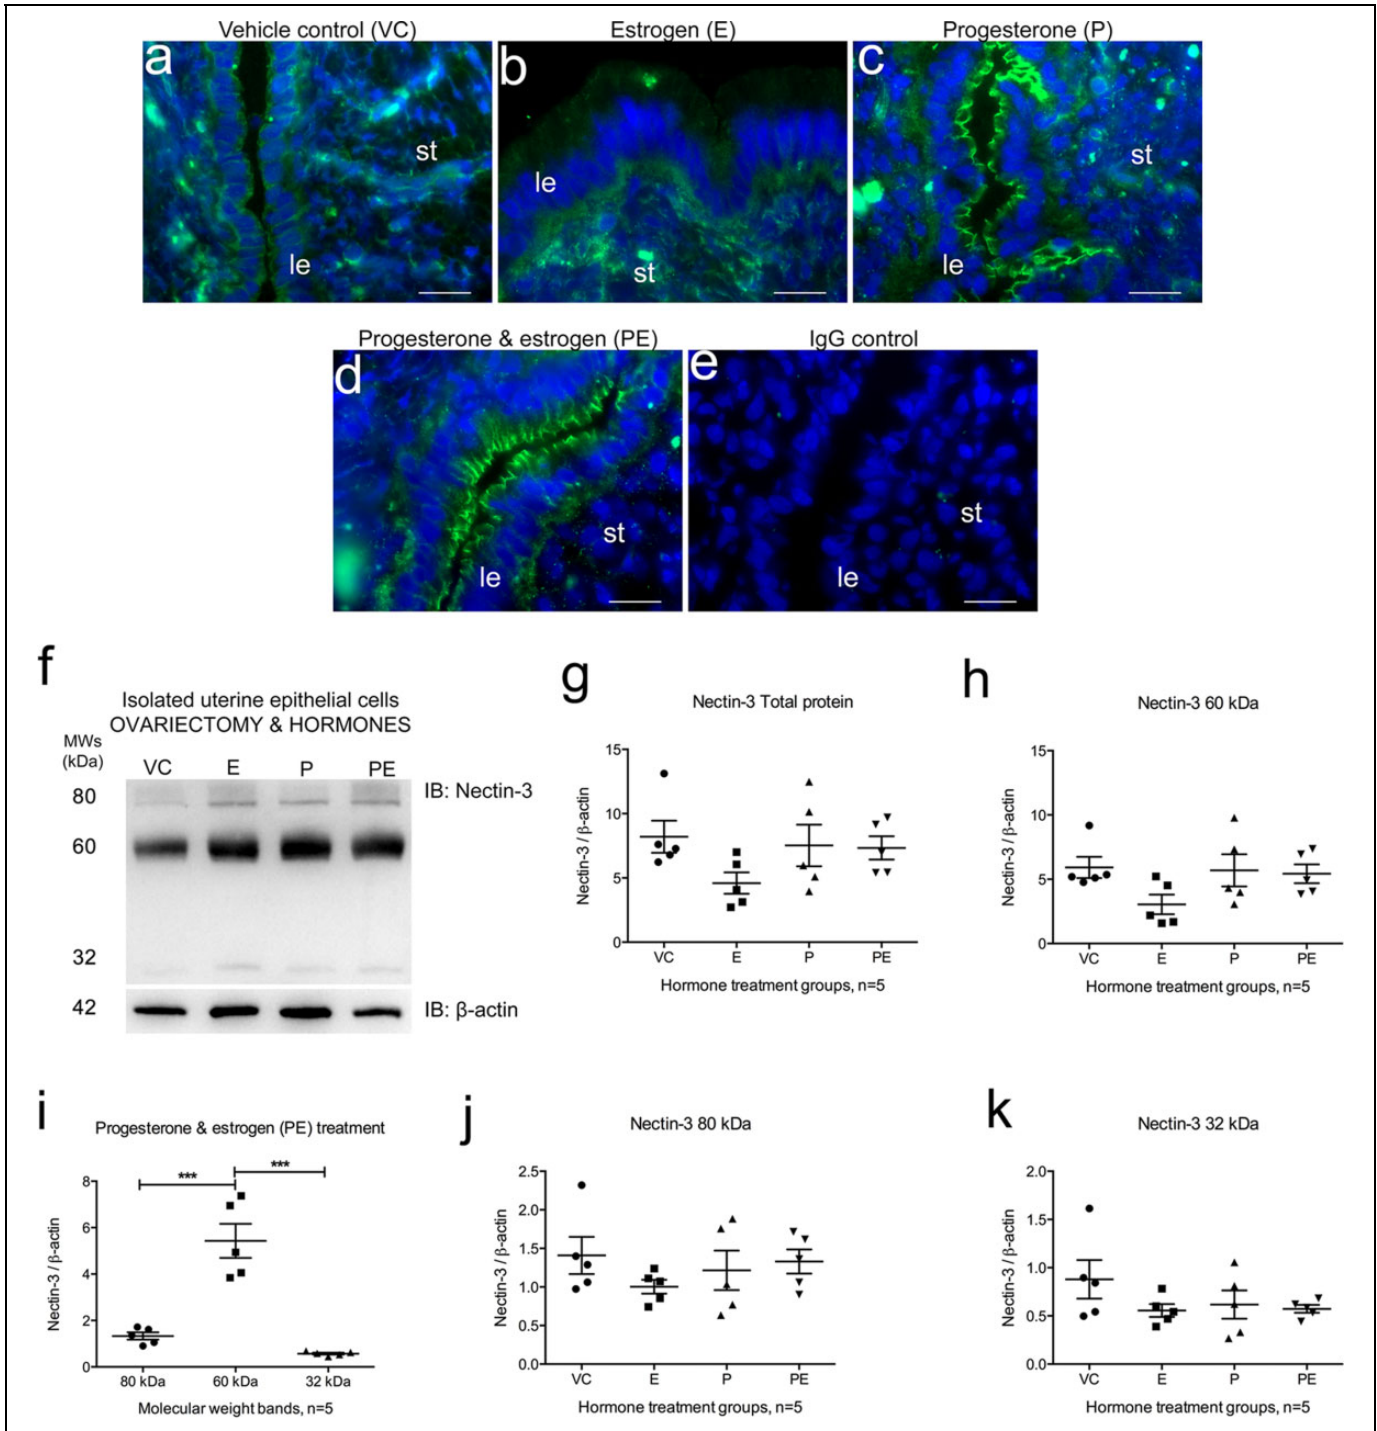 Vehicle control (VC)
Estrogen (E)
Progesterone (P)
a
b
c
st
le
le
st
st
le
Progesterone & estrogen (PE)
IgG control
d
e
st
le
st
le
f
Isolated uterine epithelial cells
OVARIECTOMY & HORMONES
MWs
(kDa)
VC E P PE
80
60
32
42
IB: Nectin-3
IB: β-actin
g
Nectin-3 Total protein
Nectin-3 / β-actin
15
10
5
0
VC E P PE
Hormone treatment groups, n=5
h
Nectin-3 60 kDa
Nectin-3 / β-actin
15
10
5
0
VC E P PE
Hormone treatment groups, n=5
i
Progesterone & estrogen (PE) treatment
Nectin-3 / β-actin
8
6
4
2
0
***
***
80 kDa 60 kDa 32 kDa
Molecular weight bands, n=5
j
Nectin-3 80 kDa
Nectin-3 / β-actin
2.5
2.0
1.5
1.0
0.5
0.0
VC E P PE
Hormone treatment groups, n=5
k
Nectin-3 32 kDa
Nectin-3 / β-actin
2.0
1.5
1.0
0.5
0.0
VC E P PE
Hormone treatment groups, n=5